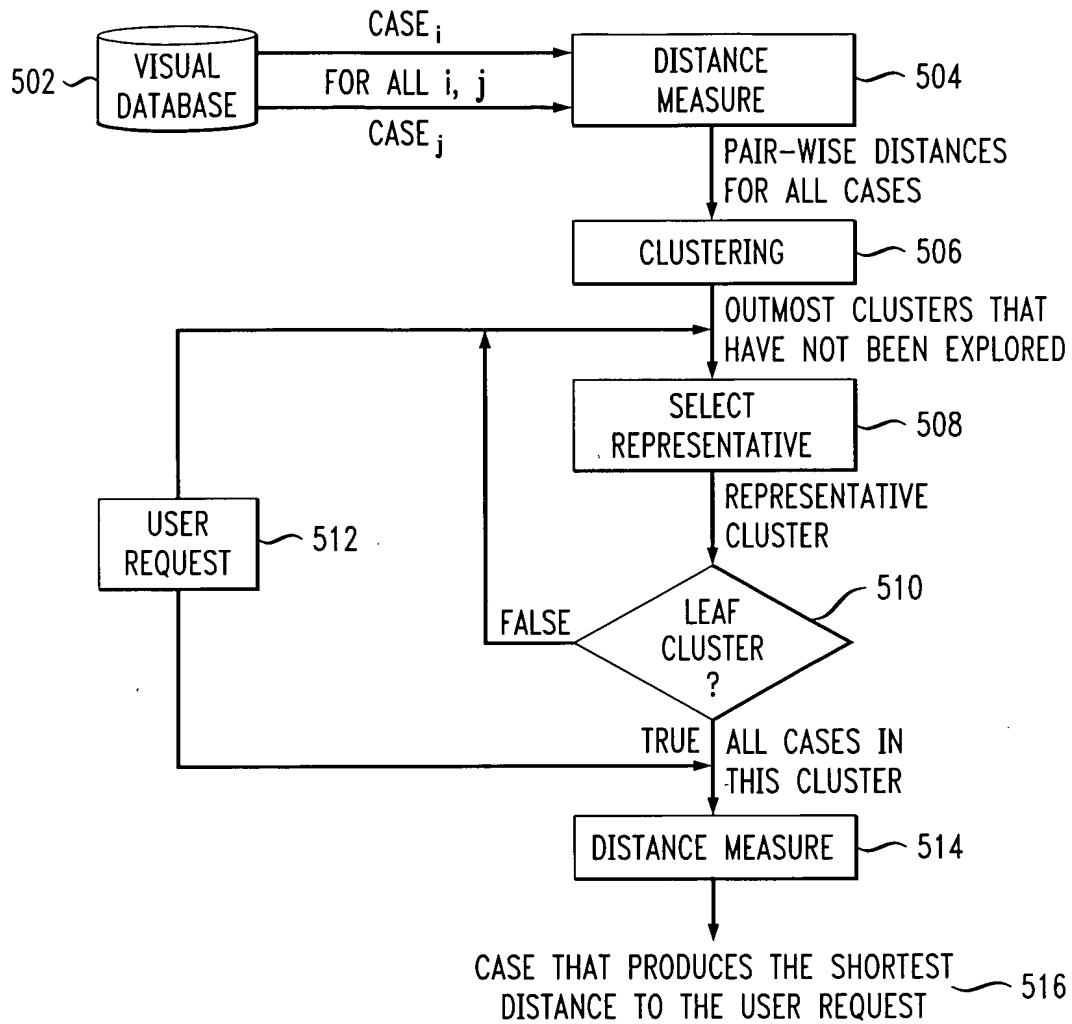 CASE i
502
VISUAL
DATABASE
FOR ALL i, j
CASE j
DISTANCE
MEASURE
504
PAIR-WISE DISTANCES
FOR ALL CASES
CLUSTERING
506
OUTMOST CLUSTERS THAT
HAVE NOT BEEN EXPLORED
SELECT
REPRESENTATIVE
508
REPRESENTATIVE
CLUSTER
USER
REQUEST
512
510
LEAF
CLUSTER
?
FALSE
TRUE
ALL CASES IN
THIS CLUSTER
DISTANCE MEASURE
514
CASE THAT PRODUCES THE SHORTEST
DISTANCE TO THE USER REQUEST
516